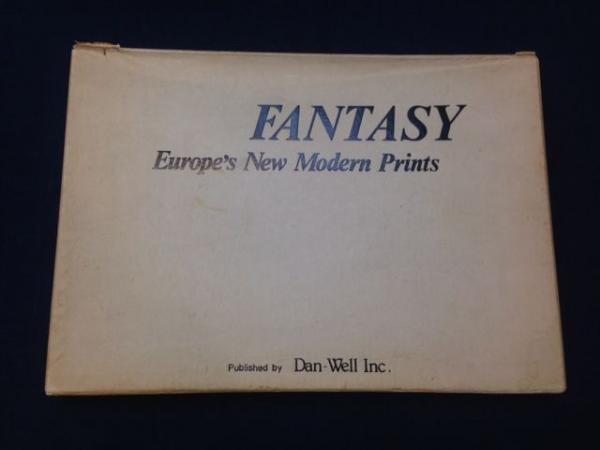 FANTASY
Europe's New Modern Prints
Published by Dan-Well Inc.